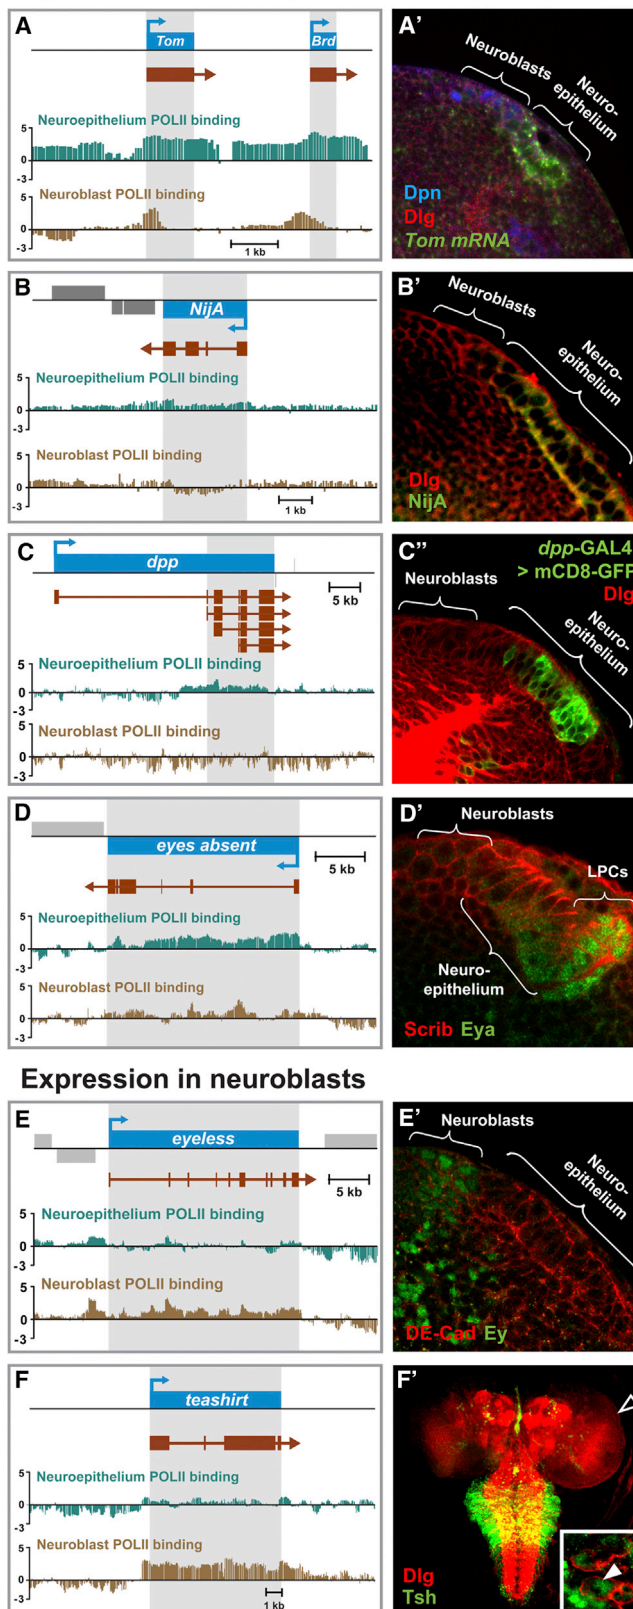 A
Tom
Brd
Neuroepithelium POLII binding
5
0
-3
Neuroblast POLII binding
5
0
-3
1 kb
A’
Neuroblasts
Neuro-
epithelium
Dpn
Dlg
Tom mRNA
B
NijA
Neuroepithelium POLII binding
5
0
-3
Neuroblast POLII binding
5
0
-3
1 kb
B’
Neuroblasts
Neuro-
epithelium
Dlg
NijA
C
dpp
5 kb
Neuroepithelium POLII binding
5
0
-3
Neuroblast POLII binding
5
0
-3
C”
dpp-GAL4
> mCD8-GFP
Dlg
Neuroblasts
Neuro-
epithelium
D
eyes absent
5 kb
Neuroepithelium POLII binding
5
0
-3
Neuroblast POLII binding
5
0
-3
D’
Neuroblasts
LPCs
Neuro-
epithelium
Scrib Eya
Expression in neuroblasts
E
eyeless
5 kb
Neuroepithelium POLII binding
5
0
-3
Neuroblast POLII binding
5
0
-3
E’
Neuroblasts
Neuro-
epithelium
DE-Cad Ey
F
teashirt
Neuroepithelium POLII binding
5
0
-3
Neuroblast POLII binding
5
0
-3
1 kb
F’
Dlg
Tsh